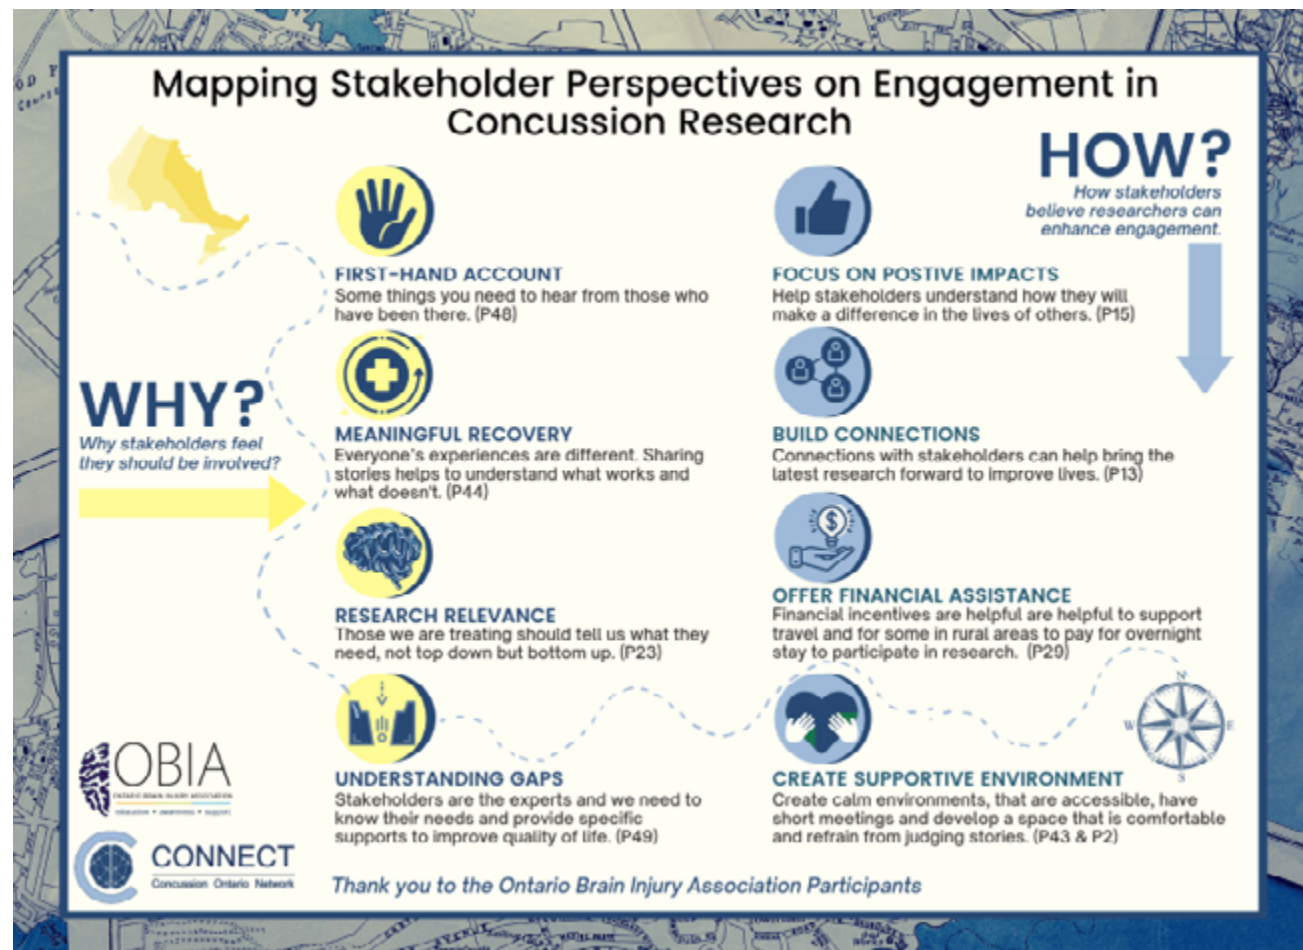 Mapping Stakeholder Perspectives on Engagement in
Concussion Research
WHY?
Why stakeholders feel
they should be involved?
FIRST-HAND ACCOUNT
Some things you need to hear from those who
have been there. (P48)
MEANINGFUL RECOVERY
Everyone's experiences are different. Sharing
stories helps to understand what works and
what doesn't. (P44)
RESEARCH RELEVANCE
Those we are treating should tell us what they
need, not top down but bottom up. (P23)
UNDERSTANDING GAPS
Stakeholders are the experts and we need to
know their needs and provide specific
supports to improve quality of life. (P49)
HOW?
How stakeholders
believe researchers can
enhance engagement.
FOCUS ON POSTIVE IMPACTS
Help stakeholders understand how they will
make a difference in the lives of others. (P15)
BUILD CONNECTIONS
Connections with stakeholders can help bring the
latest research forward to improve lives. (P13)
$
OFFER FINANCIAL ASSISTANCE
Financial incentives are helpful are helpful to support
travel and for some in rural areas to pay for overnight
stay to participate in research. (P29)
CREATE SUPPORTIVE ENVIRONMENT
Create calm environments, that are accessible, have
short meetings and develop a space that is comfortable
and refrain from judging stories. (P43 & P2)
N
W E
S
OBIA
ONTARIO BRAIN INJURY ASSOCIATION
education • awareness • support
CONNECT
Concussion Ontario Network
Thank you to the Ontario Brain Injury Association Participants